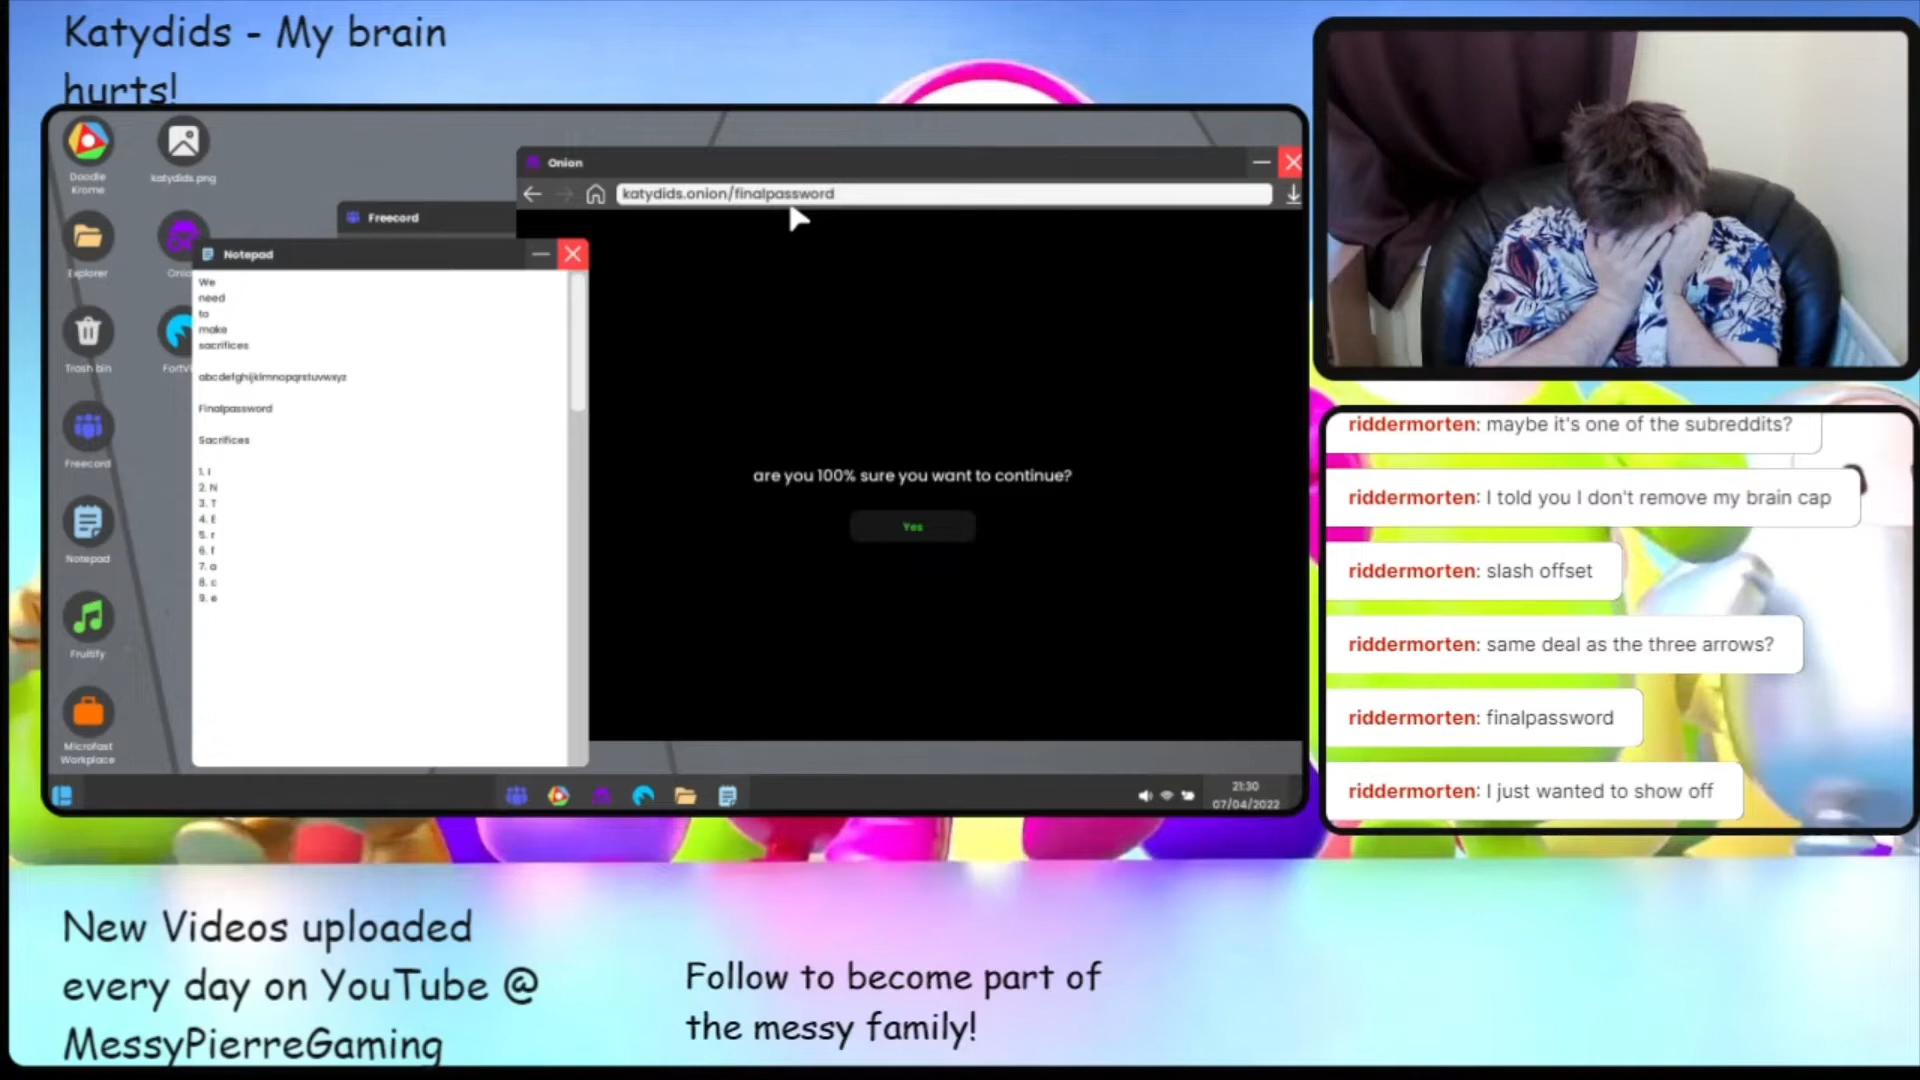 Katydids - My brain
hurts!
Doodle
Krome
katydids.png
Explorer
Trash bin
Freecord
Notepad
Fruitify
Microfast
Workplace
Freecord
Onion
katydids.onion/finalpassword
are you 100% sure you want to continue?
Yes
Notepad
We
need
to
make
sacrifices
abcdefghijklmnopqrstuvwxyz
Finalpassword
Sacrifices
1. I
2. N
3. T
4. E
5. r
6. f
7. a
8. c
9. e
21:30
07/04/2022
riddermorten: maybe it's one of the subreddits?
riddermorten: I told you I don't remove my brain cap
riddermorten: slash offset
riddermorten: same deal as the three arrows?
riddermorten: finalpassword
riddermorten: I just wanted to show off
New Videos uploaded
every day on YouTube @
MessyPierreGaming
Follow to become part of
the messy family!